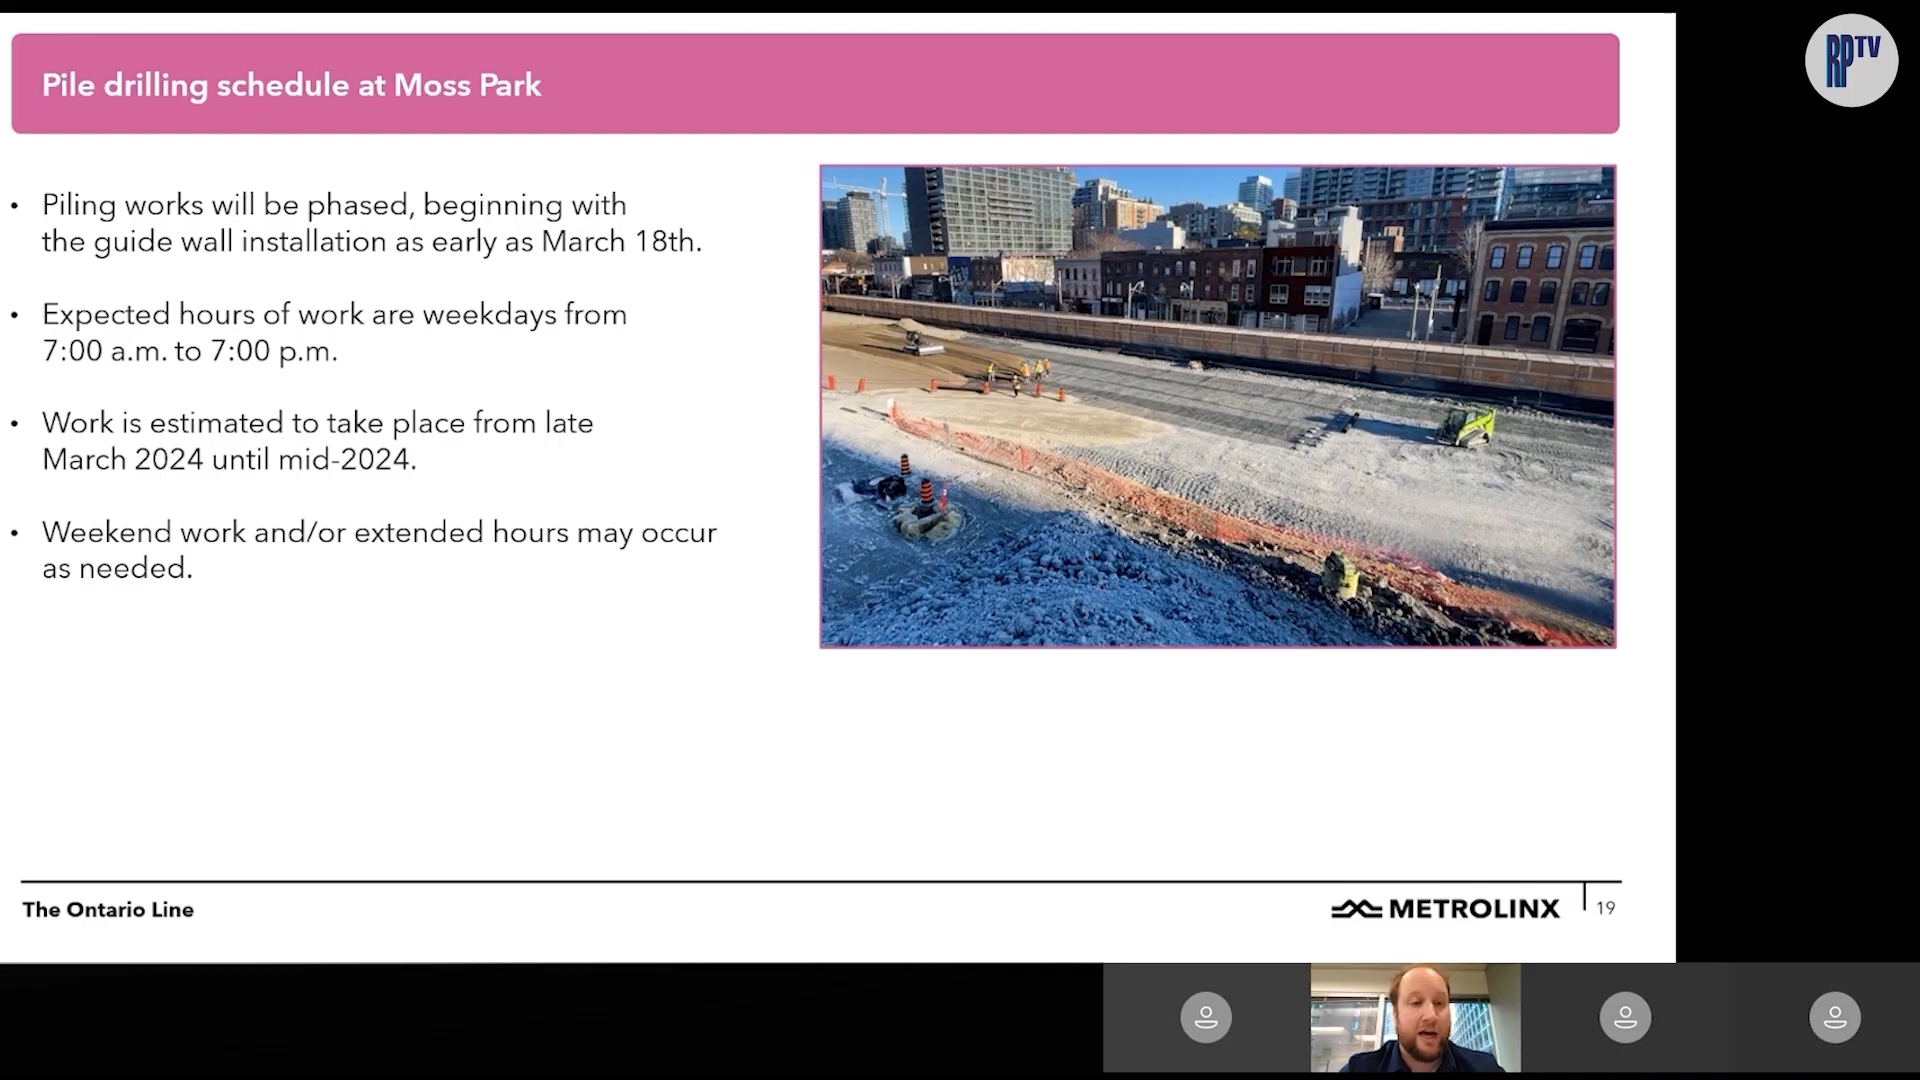 RPTV
Pile drilling schedule at Moss Park
• Piling works will be phased, beginning with
the guide wall installation as early as March 18th.
• Expected hours of work are weekdays from
7:00 a.m. to 7:00 p.m.
• Work is estimated to take place from late
March 2024 until mid-2024.
• Weekend work and/or extended hours may occur
as needed.
The Ontario Line
METROLINX
19